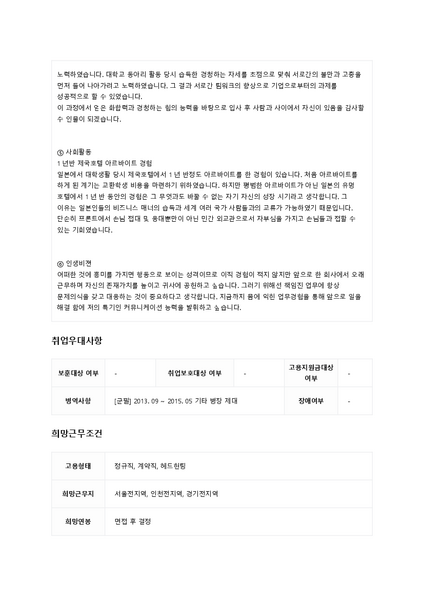 노력하였습니다. 대학교 동아리 활동 당시 습득한 경청하는 자세를 초점으로 맞춰 서로간의 불만과 고충을
먼저 들어 나아가려고 노력하였습니다. 그 결과 서로간 팀워크의 향상으로 기업으로부터의 과제를
성공적으로 할 수 있었습니다.
이 과정에서 얻은 화합력과 경청하는 힘의 능력을 바탕으로 입사 후 사람과 사이에서 자신이 있음을 감사할
수 인물이 되겠습니다.
⑤ 사회활동
1년반 제국호텔 아르바이트 경험
일본에서 대학생활 당시 제국호텔에서 1년 반정도 아르바이트를 한 경험이 있습니다. 처음 아르바이트를
하게 된 계기는 교환학생 비용을 마련하기 위하였습니다. 하지만 평범한 아르바이트가 아닌 일본의 유명
호텔에서 1년 반 동안의 경험은 그 무엇과도 바꿀 수 없는 자기 자신의 성장 시기라고 생각합니다. 그
이유는 일본인들의 비즈니스 매너의 습득과 세계 여러 국가 사람들과의 교류가 가능하였기 때문입니다.
단순히 프론트에서 손님 접대 및 응대뿐만이 아닌 민간 외교관으로서 자부심을 가지고 손님들과 접할 수
있는 기회였습니다.
⑥ 인생비젼
어떠한 것에 흥미를 가지면 행동으로 보이는 성격이므로 이직 경험이 적지 않지만 앞으로 한 회사에서 오래
근무하며 자신의 존재가치를 높이고 귀사에 공헌하고 싶습니다. 그러기 위해선 책임진 업무에 항상
문제의식을 갖고 대응하는 것이 중요하다고 생각합니다. 지금까지 몸에 익힌 업무경험을 통해 앞으로 일을
해결 함에 저의 특기인 커뮤니케이션 능력을 발휘하고 싶습니다.
취업우대사항
보훈대상 여부 - 취업보호대상 여부 - 고용지원금대상
여부 -
병역사항 [군필] 2013. 09 ~ 2015. 05 기타 병장 제대 장애여부 -
희망근무조건
고용형태 정규직, 계약직, 헤드헌팅
희망근무지 서울전지역, 인천전지역, 경기전지역
희망연봉 면접 후 결정